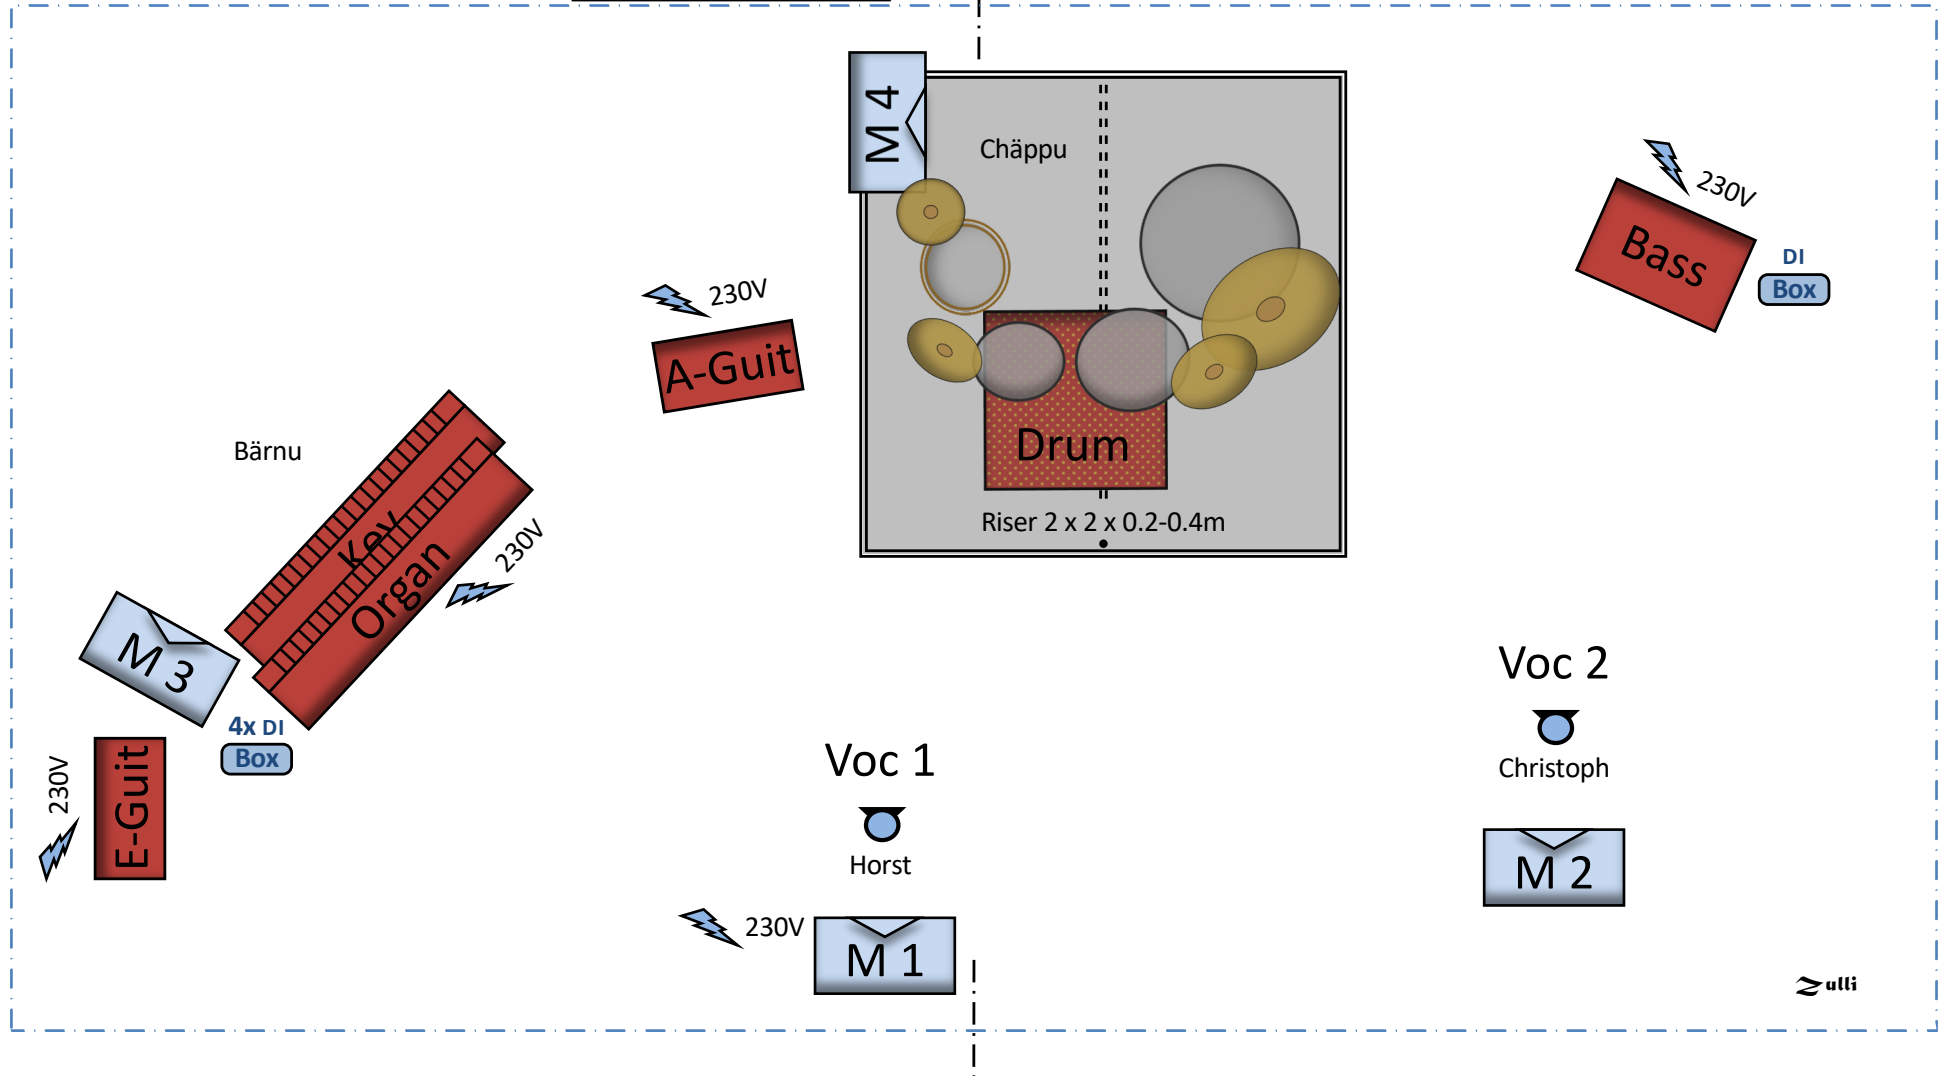 M 4
Chäppu
230V
Bass
DI
Box
230V
A-Guit
Bärnu
Key
Organ
230V
Drum
Riser 2 x 2 x 0.2-0.4m
M 3
4x DI
Box
230V
E-Guit
Voc 1
Horst
230V
M 1
Voc 2
Christoph
M 2
Zulli